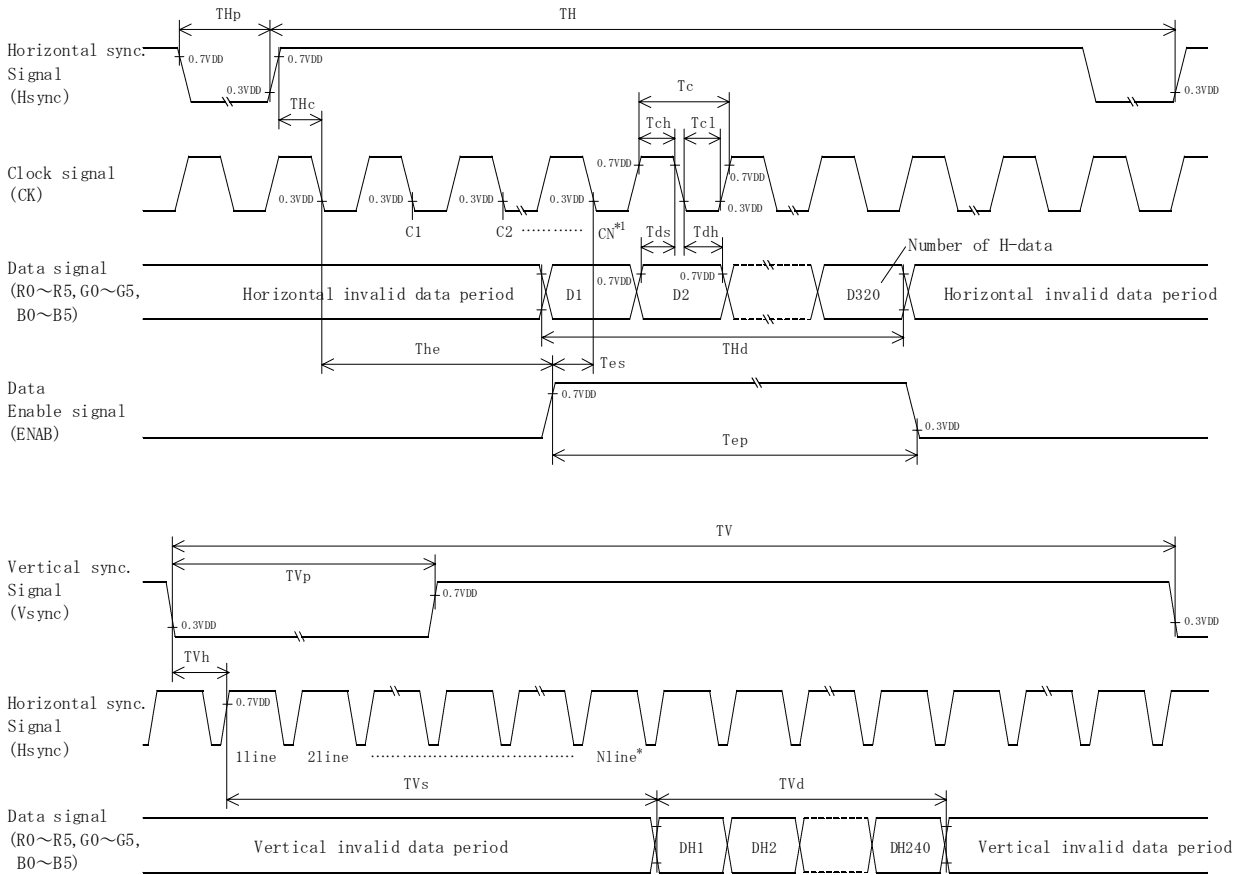 THp TH
Horizontal sync.
Signal
(Hsync)
0.7VDD 0.7VDD
0.3VDD 0.3VDD
THc Tc
Tch Tcl
Clock signal
(CK)
0.7VDD 0.7VDD
0.3VDD 0.3VDD 0.3VDD 0.3VDD 0.3VDD
C1 C2 ………… CN*1
Tds Tdh
Number of H-data
Data signal
(R0～R5,G0～G5,
B0～B5)
0.7VDD 0.7VDD
Horizontal invalid data period D1 D2 D320 Horizontal invalid data period
The THd
Tes
Data
Enable signal
(ENAB)
0.7VDD
0.3VDD
Tep
TV
Vertical sync.
Signal
(Vsync)
TVp
0.7VDD
0.3VDD 0.3VDD
TVh
Horizontal sync.
Signal
(Hsync)
0.7VDD
1line 2line ………………………………… Nline*
TVs TVd
Data signal
(R0～R5,G0～G5,
B0～B5)
Vertical invalid data period DH1 DH2 DH240 Vertical invalid data period